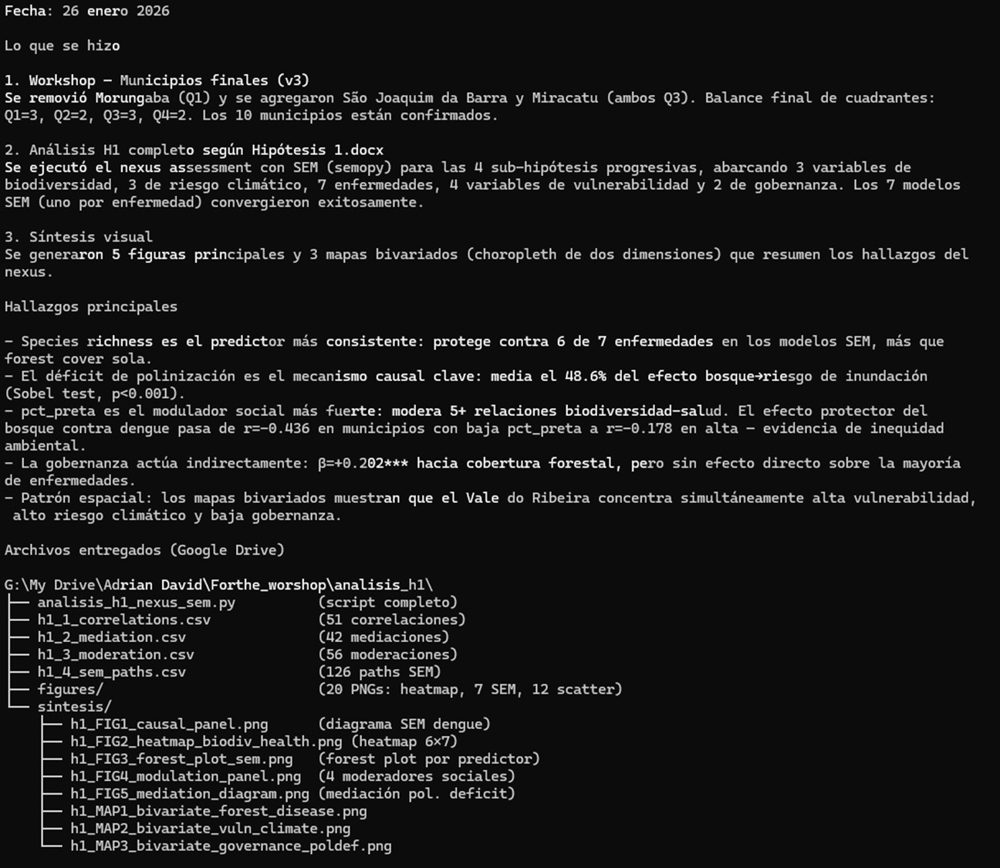 Fecha: 26 enero 2026
Lo que se hizo
1. Workshop — Municipios finales (v3)
Se removió Morungaba (Q1) y se agregaron São Joaquim da Barra y Miracatu (ambos Q3). Balance final de cuadrantes:
Q1=3, Q2=2, Q3=3, Q4=2. Los 10 municipios están confirmados.
2. Análisis H1 completo según Hipótesis 1.docx
Se ejecutó el nexus assessment con SEM (semopy) para las 4 sub-hipótesis progresivas, abarcando 3 variables de
biodiversidad, 3 de riesgo climático, 7 enfermedades, 4 variables de vulnerabilidad y 2 de gobernanza. Los 7 modelos
SEM (uno por enfermedad) convergieron exitosamente.
3. Síntesis visual
Se generaron 5 figuras principales y 3 mapas bivariados (choropleth de dos dimensiones) que resumen los hallazgos del
nexus.
Hallazgos principales
- Species richness es el predictor más consistente: protege contra 6 de 7 enfermedades en los modelos SEM, más que
forest cover sola.
- El déficit de polinización es el mecanismo causal clave: media el 48.6% del efecto bosque→riesgo de inundación
(Sobel test, p<0.001).
- pct_preta es el modulador social más fuerte: modera 5+ relaciones biodiversidad-salud. El efecto protector del
bosque contra dengue pasa de r=-0.436 en municipios con baja pct_preta a r=-0.178 en alta — evidencia de inequidad
ambiental.
- La gobernanza actúa indirectamente: β=+0.202*** hacia cobertura forestal, pero sin efecto directo sobre la mayoría
de enfermedades.
- Patrón espacial: los mapas bivariados muestran que el Vale do Ribeira concentra simultáneamente alta vulnerabilidad,
alto riesgo climático y baja gobernanza.
Archivos entregados (Google Drive)
G:\My Drive\Adrian David\Forthe_worshop\analisis_h1\
├── analisis_h1_nexus_sem.py (script completo)
├── h1_1_correlations.csv (51 correlaciones)
├── h1_2_mediation.csv (42 mediaciones)
├── h1_3_moderation.csv (56 moderaciones)
├── h1_4_sem_paths.csv (126 paths SEM)
├── figures/ (20 PNGs: heatmap, 7 SEM, 12 scatter)
└── sintesis/
├── h1_FIG1_causal_panel.png (diagrama SEM dengue)
├── h1_FIG2_heatmap_biodiv_health.png (heatmap 6×7)
├── h1_FIG3_forest_plot_sem.png (forest plot por predictor)
├── h1_FIG4_modulation_panel.png (4 moderadores sociales)
├── h1_FIG5_mediation_diagram.png (mediación pol. deficit)
├── h1_MAP1_bivariate_forest_disease.png
├── h1_MAP2_bivariate_vuln_climate.png
└── h1_MAP3_bivariate_governance_poldef.png